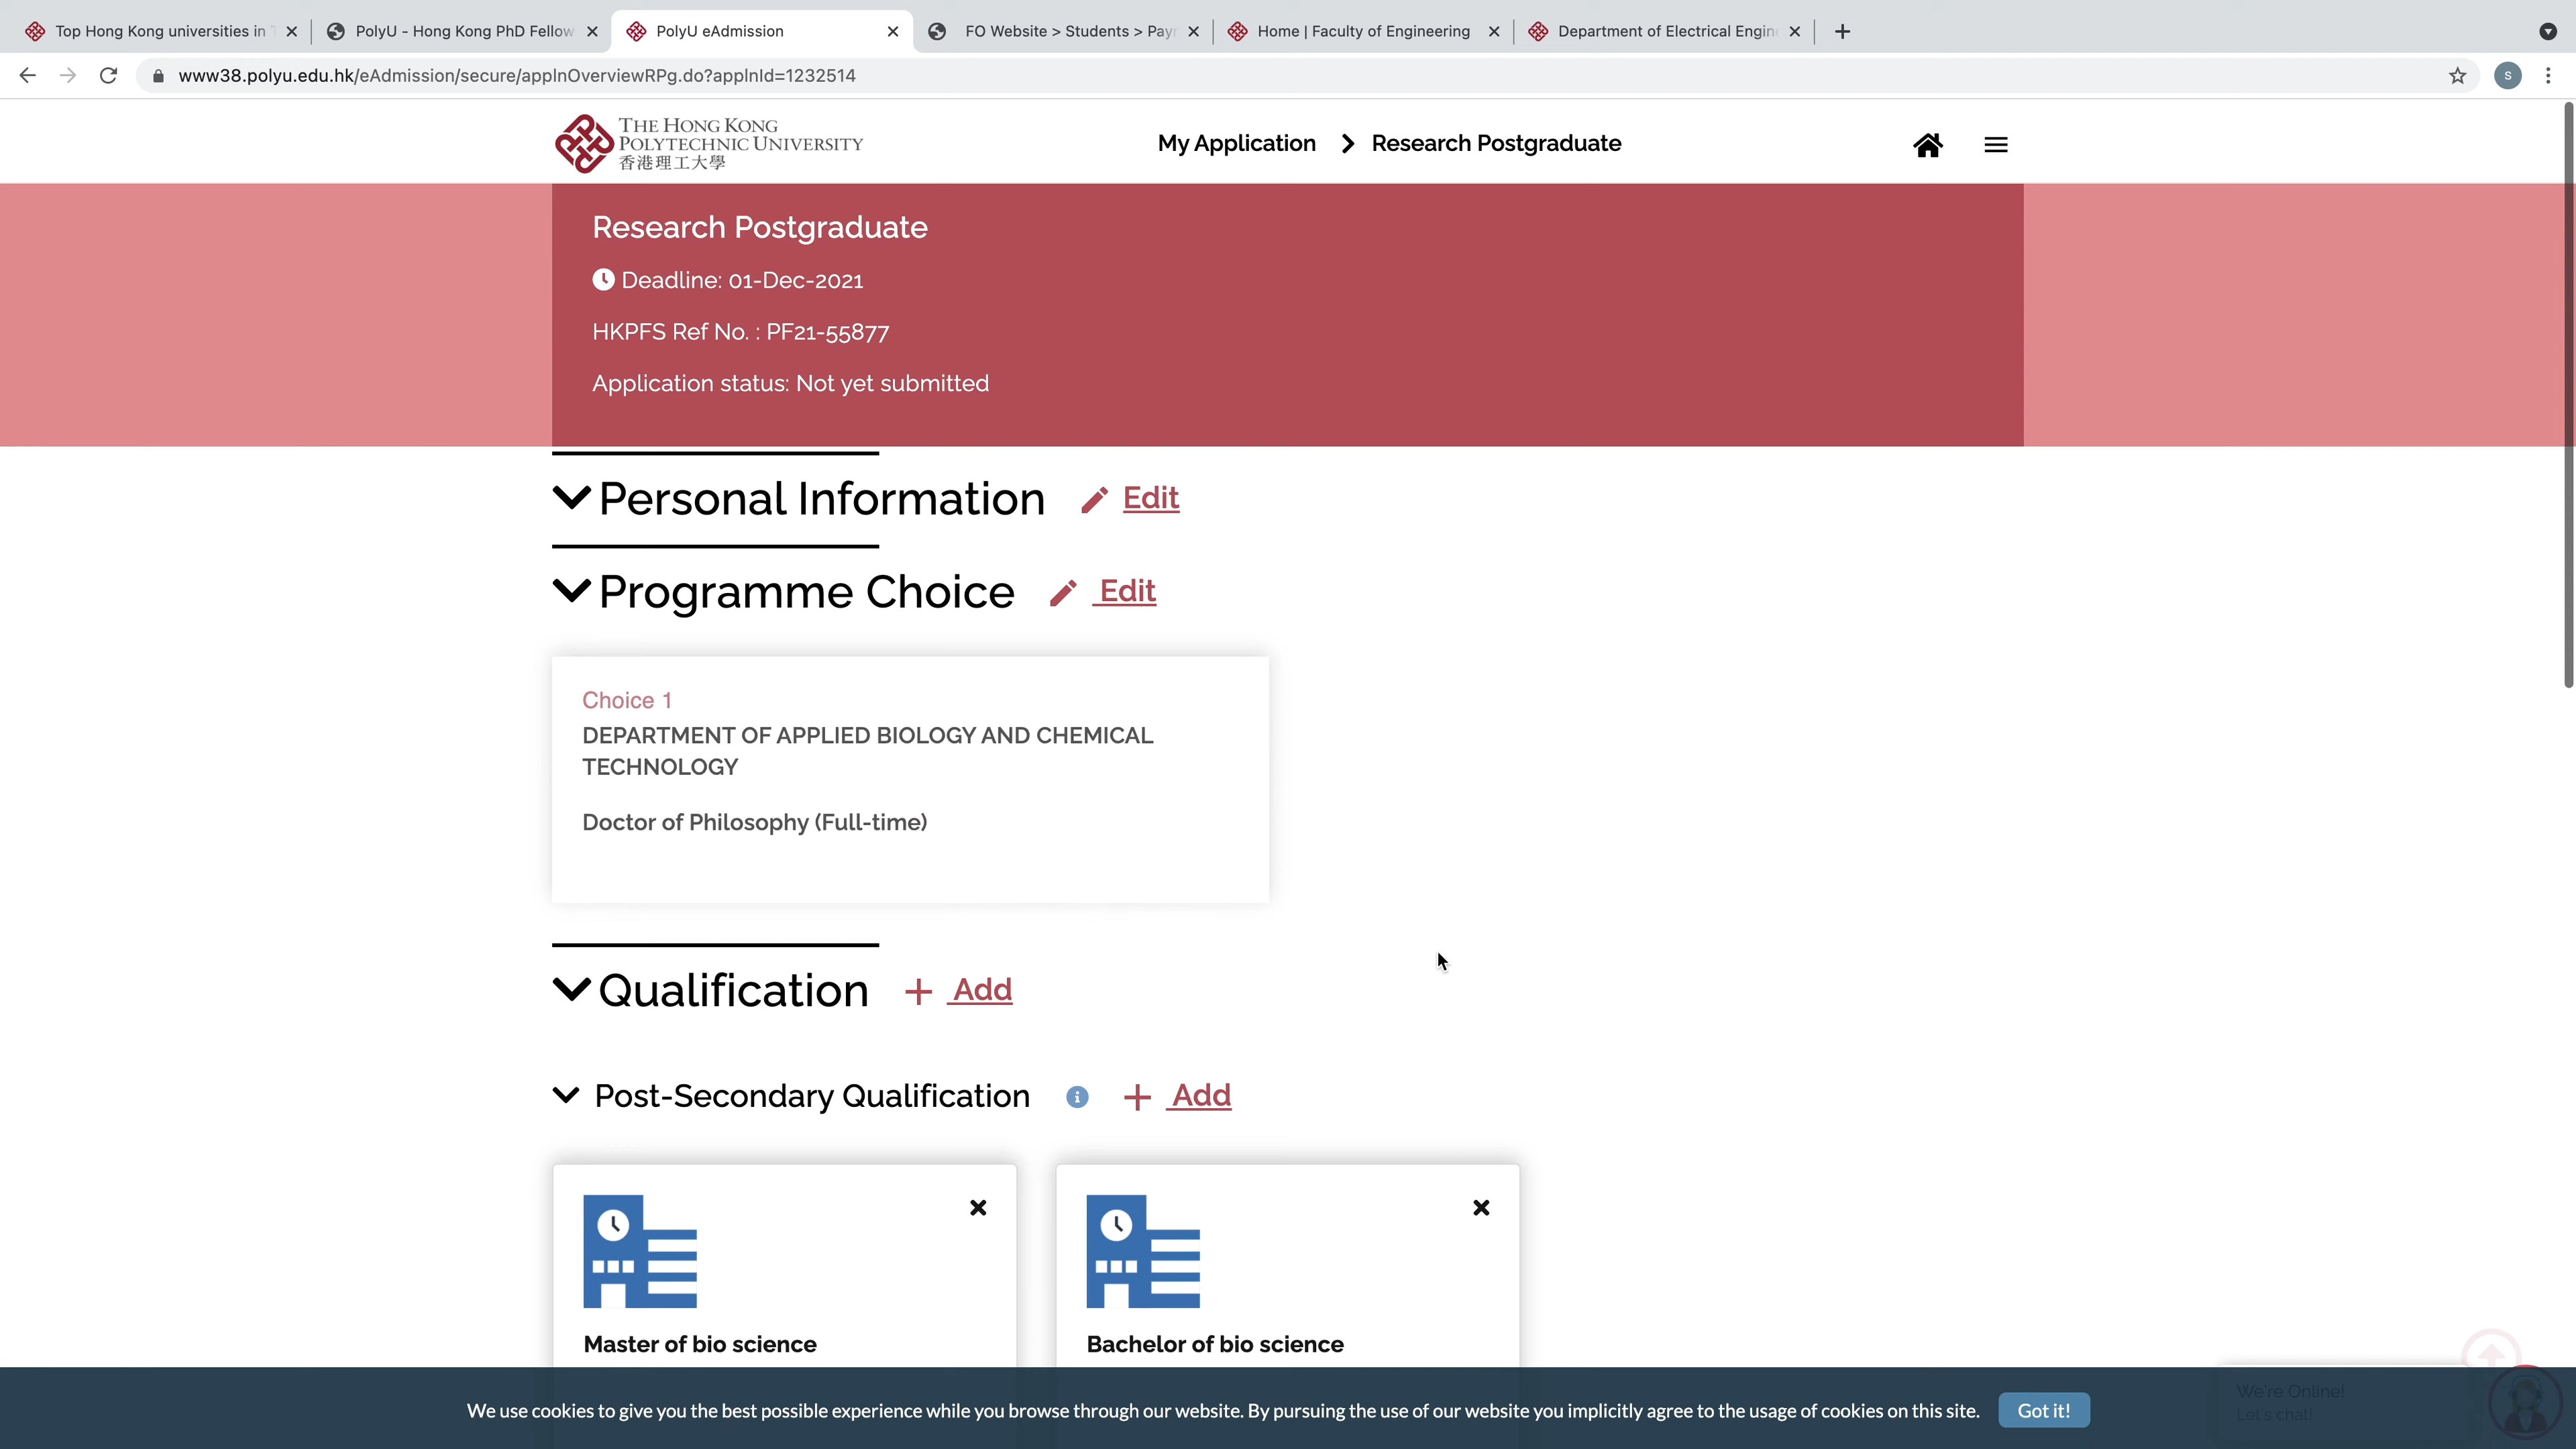 Top Hong Kong universities in
PolyU - Hong Kong PhD Fellow
PolyU eAdmission
FO Website > Students > Pay
Home | Faculty of Engineering
Department of Electrical Engin
www38.polyu.edu.hk/eAdmission/secure/applnOverviewRPg.do?applnId=1232514
S
THE HONG KONG
POLYTECHNIC UNIVERSITY
香港理工大學
My Application > Research Postgraduate
Research Postgraduate
Deadline: 01-Dec-2021
HKPFS Ref No. : PF21-55877
Application status: Not yet submitted
Personal Information Edit
Programme Choice Edit
Choice 1
DEPARTMENT OF APPLIED BIOLOGY AND CHEMICAL
TECHNOLOGY
Doctor of Philosophy (Full-time)
Qualification + Add
Post-Secondary Qualification i + Add
Master of bio science
Bachelor of bio science
We use cookies to give you the best possible experience while you browse through our website. By pursuing the use of our website you implicitly agree to the usage of cookies on this site.
Got it!
We're Online!
Let's chat!